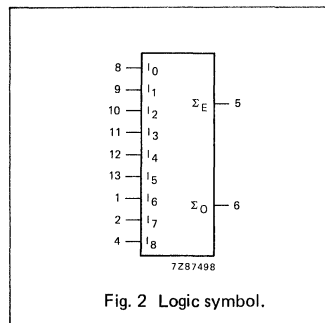 8 I0
9 I1
10 I2
11 I3
12 I4
13 I5
1 I6
2 I7
4 I8
ΣE 5
ΣO 6
7Z87498
Fig. 2 Logic symbol.